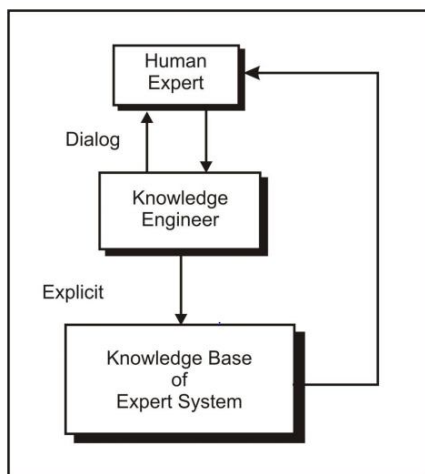 Human
Expert
Dialog
Knowledge
Engineer
Explicit
Knowledge Base
of
Expert System